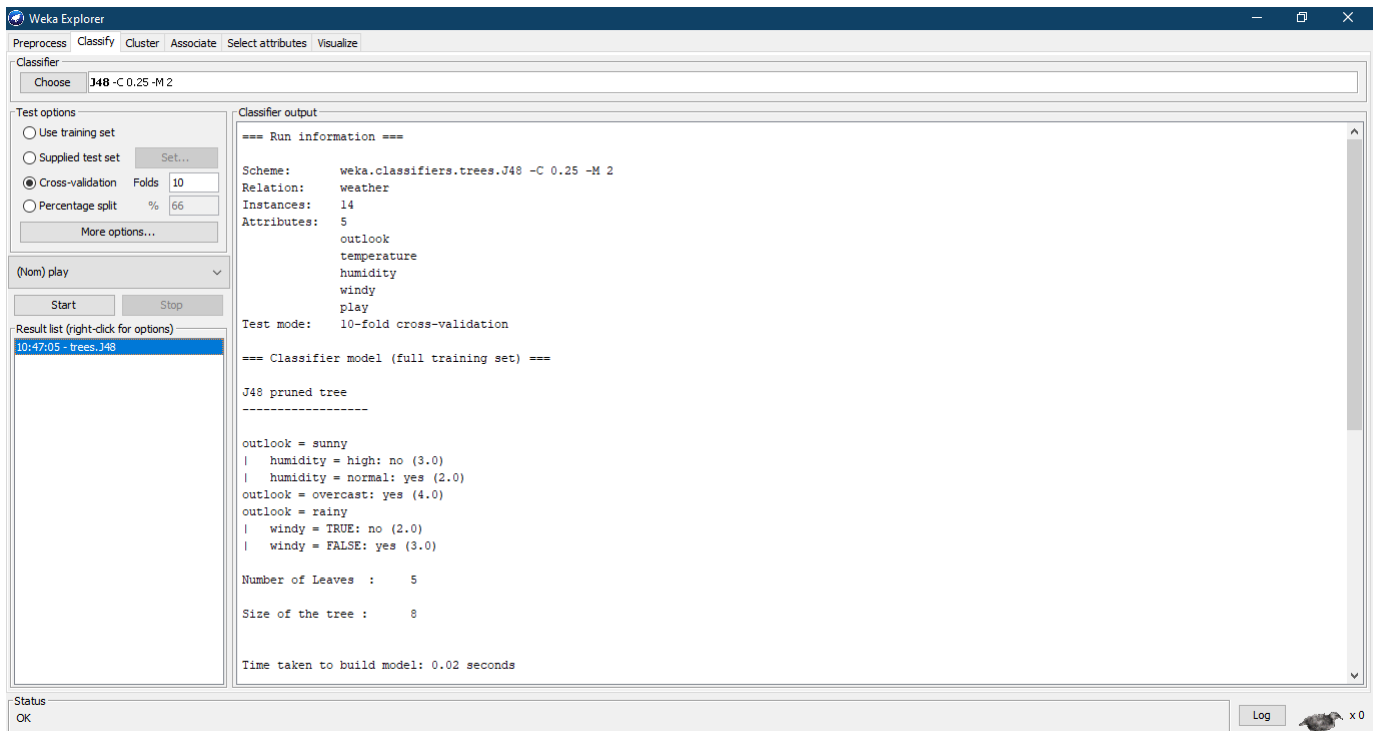 Weka Explorer
Preprocess Classify Cluster Associate Select attributes Visualize
Classifier
Choose J48 -C 0.25 -M 2
Test options
Use training set
Supplied test set Set...
Cross-validation Folds 10
Percentage split % 66
More options...
(Nom) play
Start Stop
Result list (right-click for options)
10:47:05 - trees.J48
Classifier output
=== Run information ===
Scheme: weka.classifiers.trees.J48 -C 0.25 -M 2
Relation: weather
Instances: 14
Attributes: 5
outlook
temperature
humidity
windy
play
Test mode: 10-fold cross-validation
=== Classifier model (full training set) ===
J48 pruned tree
------------------
outlook = sunny
|   humidity = high: no (3.0)
|   humidity = normal: yes (2.0)
outlook = overcast: yes (4.0)
outlook = rainy
|   windy = TRUE: no (2.0)
|   windy = FALSE: yes (3.0)
Number of Leaves  : 5
Size of the tree : 8
Time taken to build model: 0.02 seconds
Status
OK
Log x 0